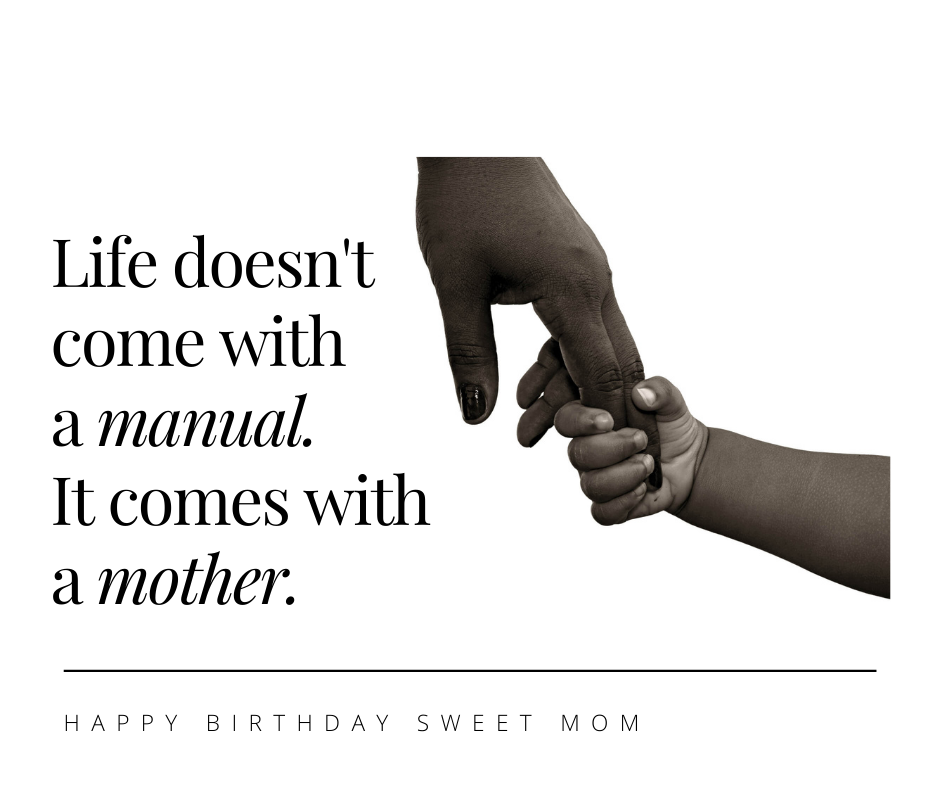 Life doesn't
come with
a manual.
It comes with
a mother.
HAPPY BIRTHDAY SWEET MOM